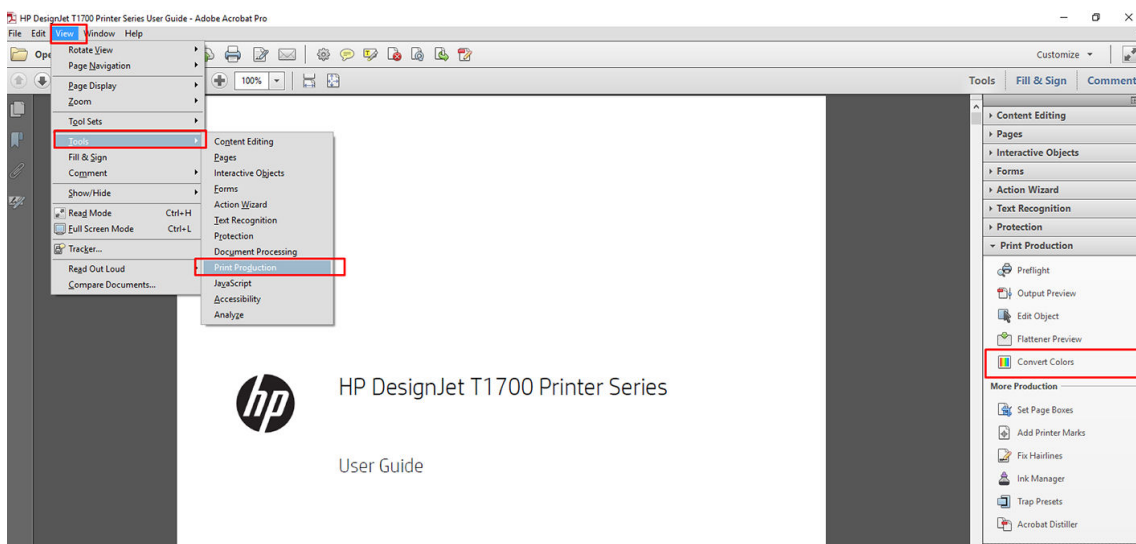 HP DesignJet T1700 Printer Series User Guide - Adobe Acrobat Pro
File Edit View Window Help
Customize
100%
Tools Fill & Sign Comment
Rotate View
Page Navigation
Page Display
Zoom
Tool Sets
Tools
Fill & Sign
Comment
Show/Hide
Read Mode Ctrl+H
Full Screen Mode Ctrl+L
Tracker...
Read Out Loud
Compare Documents...
Content Editing
Pages
Interactive Objects
Forms
Action Wizard
Text Recognition
Protection
Document Processing
Print Production
JavaScript
Accessibility
Analyze
hp
HP DesignJet T1700 Printer Series
User Guide
Content Editing
Pages
Interactive Objects
Forms
Action Wizard
Text Recognition
Protection
Print Production
Preflight
Output Preview
Edit Object
Flattener Preview
Convert Colors
More Production
Set Page Boxes
Add Printer Marks
Fix Hairlines
Ink Manager
Trap Presets
Acrobat Distiller